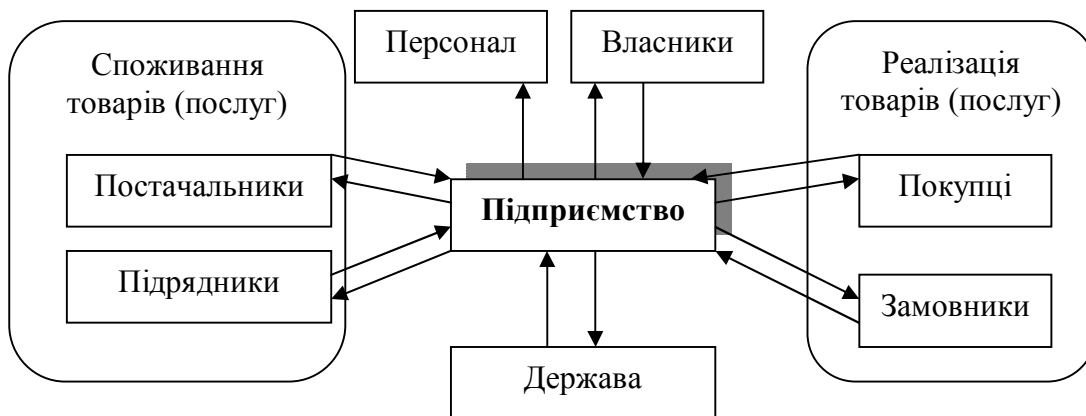 Персонал
Власники
Споживання
товарів (послуг)
Реалізація
товарів (послуг)
Постачальники
Підприємство
Покупці
Підрядники
Замовники
Держава